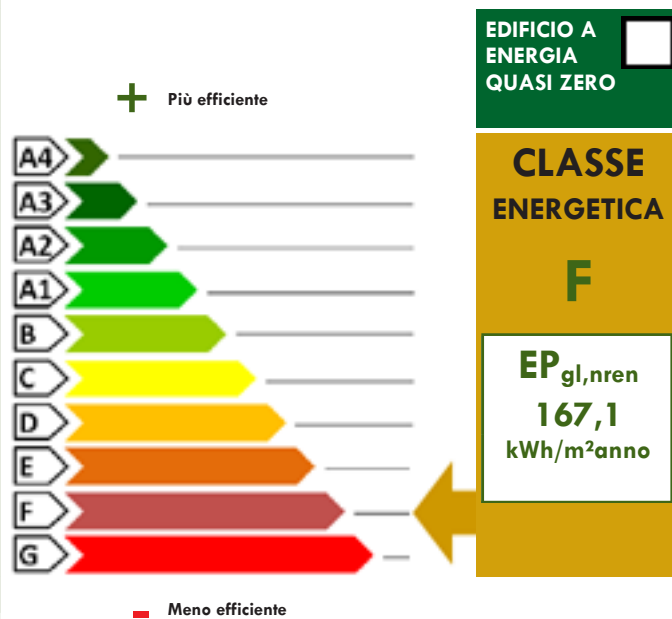 EDIFICIO A
ENERGIA
QUASI ZERO
+ Più efficiente
A4
A3
A2
A1
B
C
D
E
F
G
- Meno efficiente
CLASSE
ENERGETICA
F
EPgl,nren
167,1
kWh/m²anno